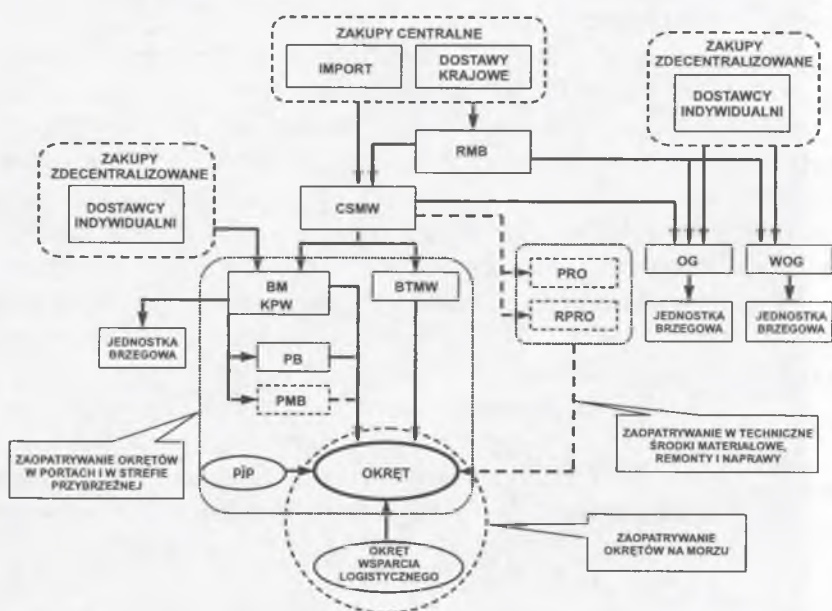 ZAKUPY CENTRALNE
IMPORT
DOSTAWY
KRAJOWE
ZAKUPY
ZDECENTRALIZOWANE
DOSTAWCY
INDYWIDUALNI
RMB
ZAKUPY
ZDECENTRALIZOWANE
DOSTAWCY
INDYWIDUALNI
CSMW
BM
KPW
BTMW
PRO
RPRO
OG
WOG
JEDNOSTKA
BRZEGOWA
JEDNOSTKA
BRZEGOWA
JEDNOSTKA
BRZEGOWA
PB
PMB
ZAOPATRYWANIE OKRĘTÓW
W PORTACH I W STREFIE
PRZYBRZEŻNEJ
PIP
OKRĘT
ZAOPATRYWANIE W TECHNICZNE
ŚRODKI MATERIAŁOWE,
REMONTY I NAPRAWY
OKRĘT
WSPARCIA
LOGISTYCZNEGO
ZAOPATRYWANIE
OKRĘTÓW NA MORZU